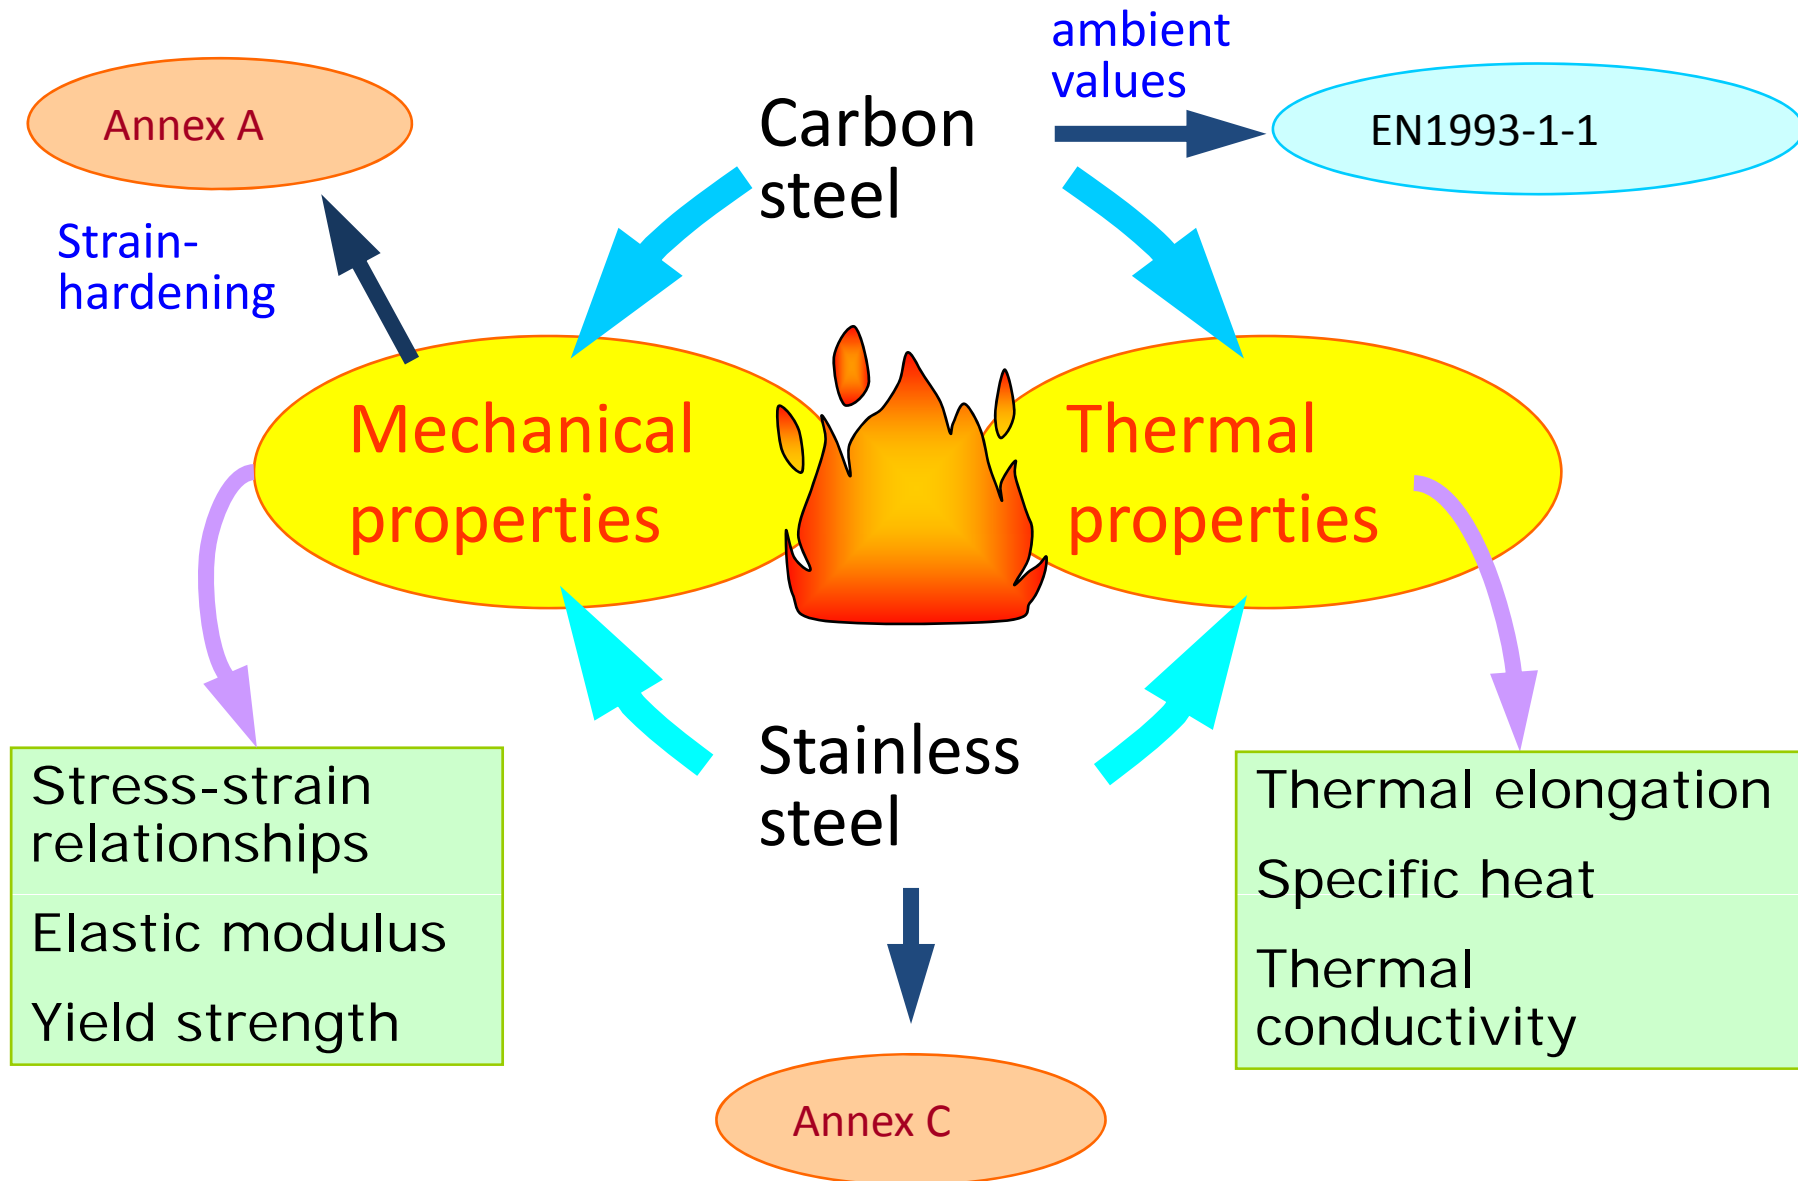 ambient
values
Annex A
Carbon
steel
EN1993-1-1
Strain-
hardening
Mechanical
properties
Thermal
properties
Stainless
steel
Stress-strain
relationships
Elastic modulus
Yield strength
Thermal elongation
Specific heat
Thermal
conductivity
Annex C